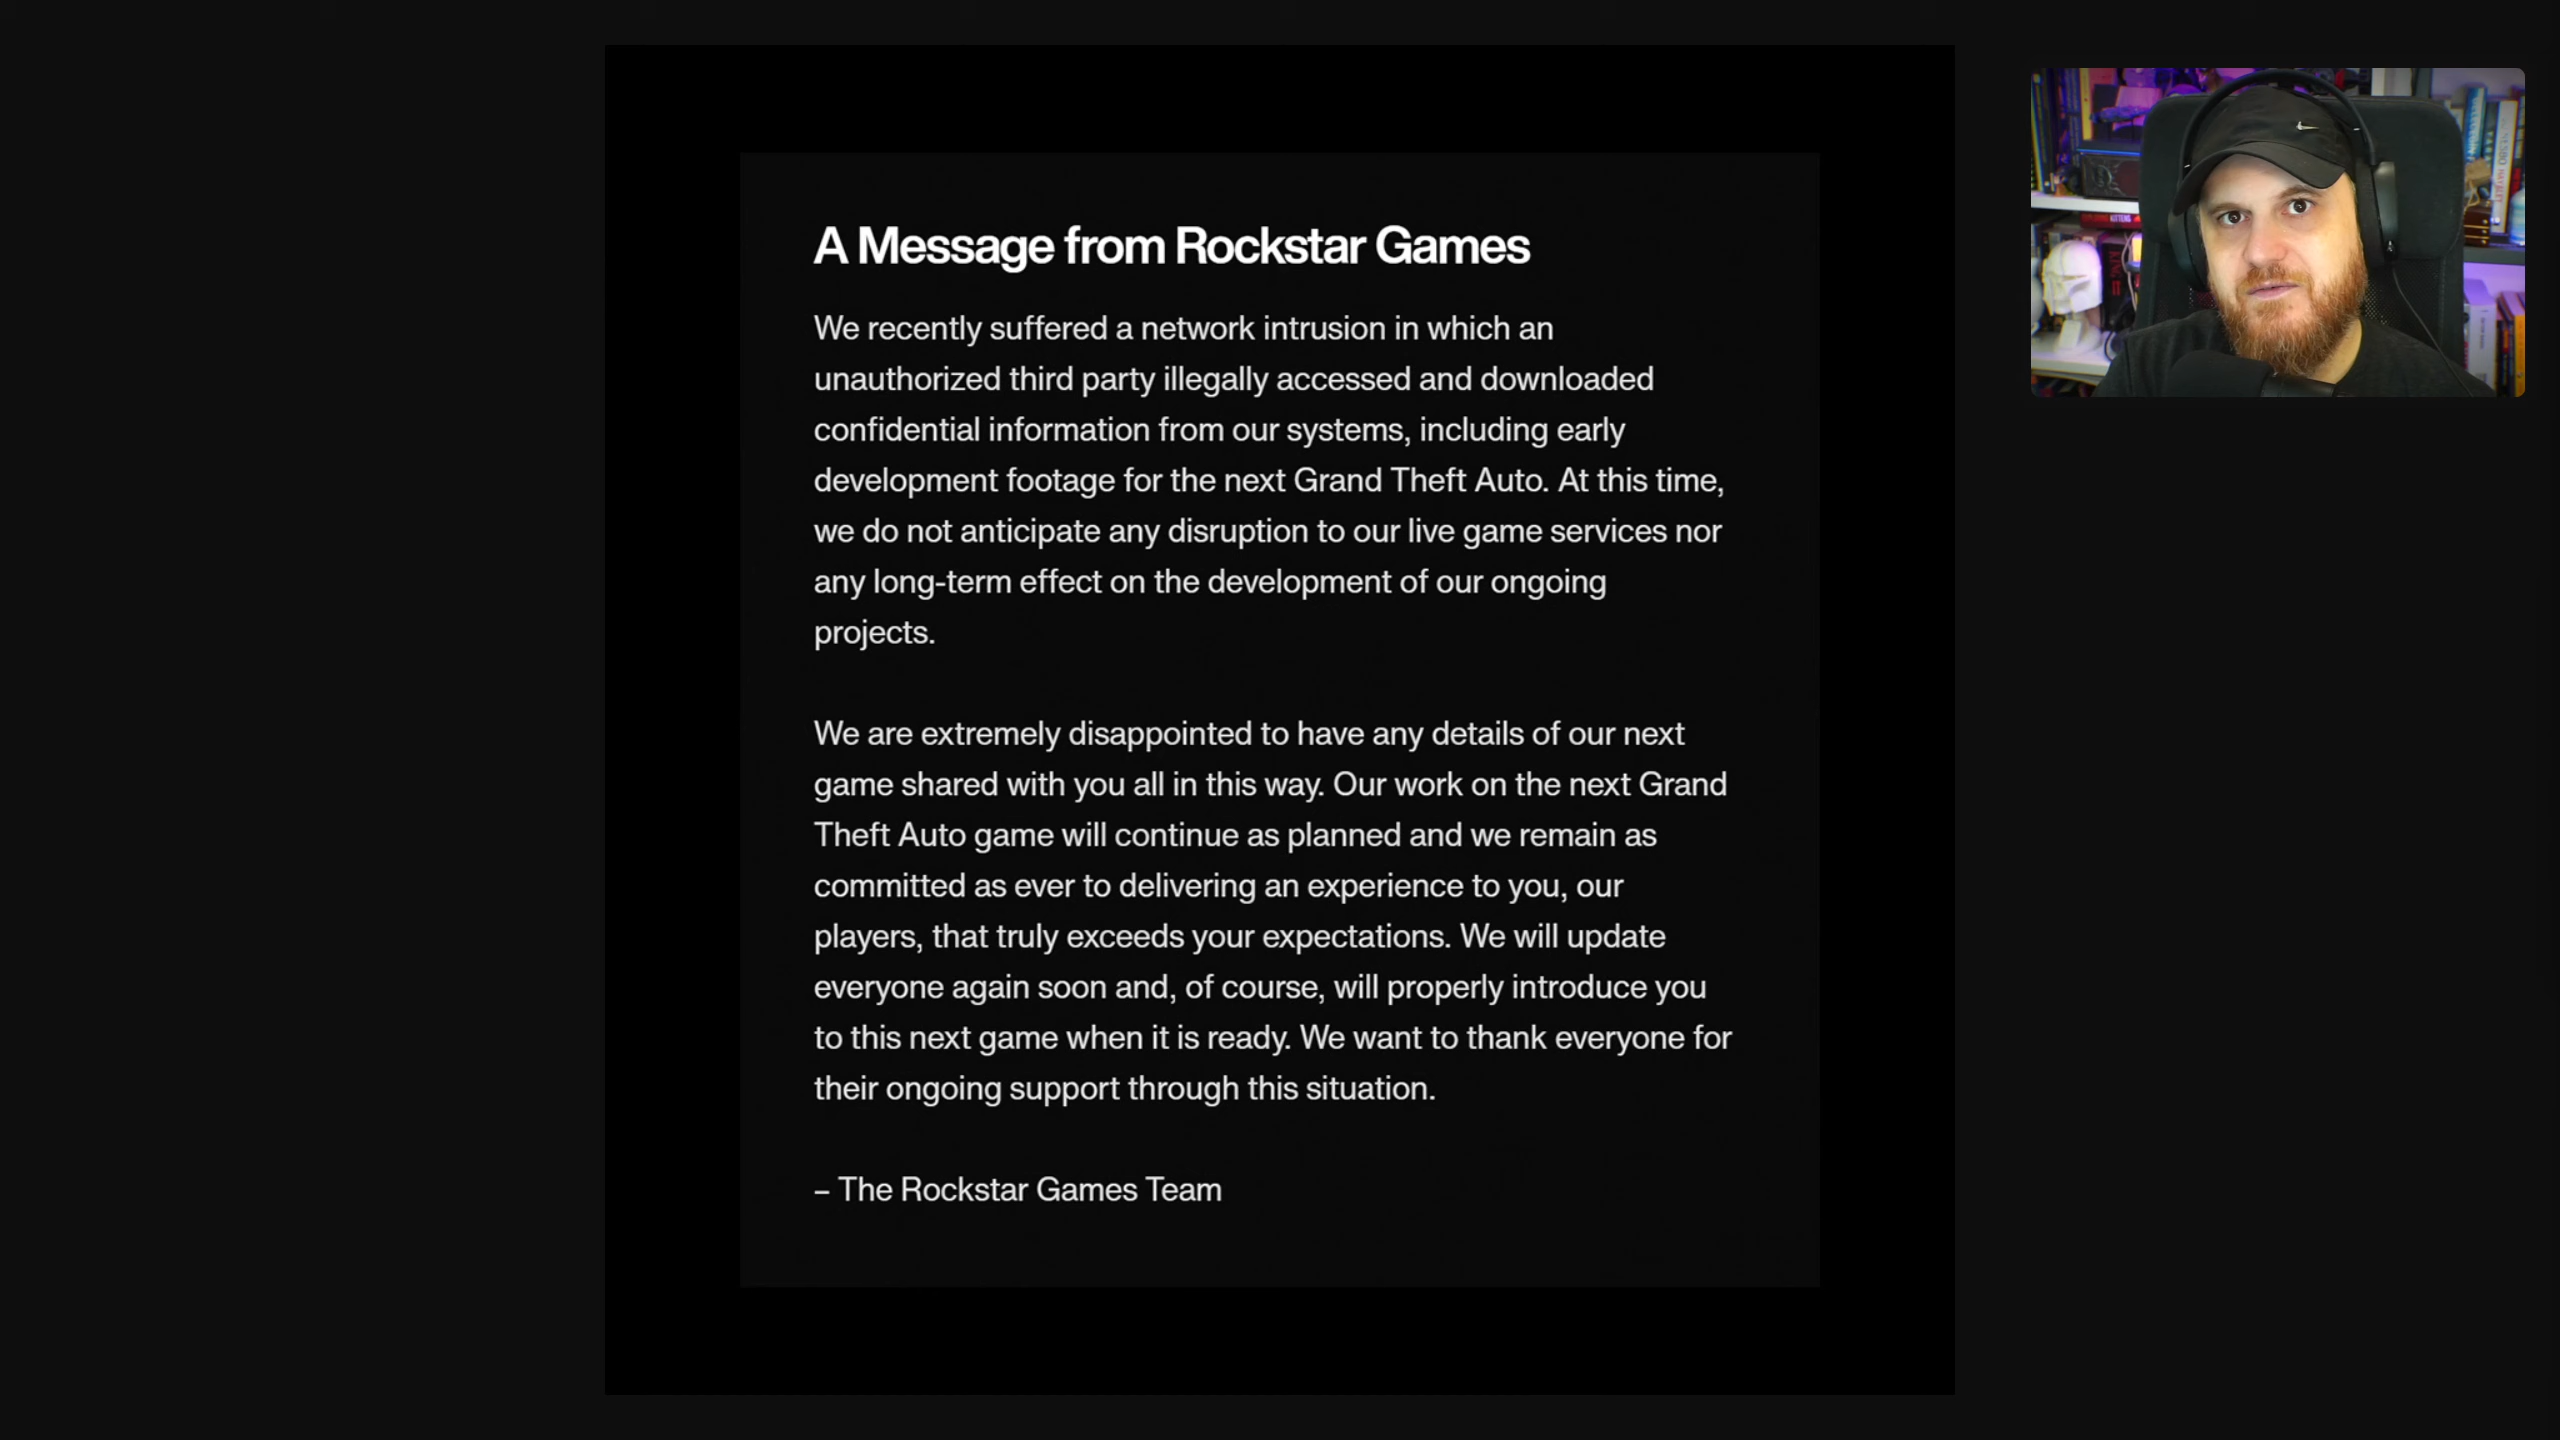 A Message from Rockstar Games
We recently suffered a network intrusion in which an
unauthorized third party illegally accessed and downloaded
confidential information from our systems, including early
development footage for the next Grand Theft Auto. At this time,
we do not anticipate any disruption to our live game services nor
any long-term effect on the development of our ongoing
projects.
We are extremely disappointed to have any details of our next
game shared with you all in this way. Our work on the next Grand
Theft Auto game will continue as planned and we remain as
committed as ever to delivering an experience to you, our
players, that truly exceeds your expectations. We will update
everyone again soon and, of course, will properly introduce you
to this next game when it is ready. We want to thank everyone for
their ongoing support through this situation.
– The Rockstar Games Team